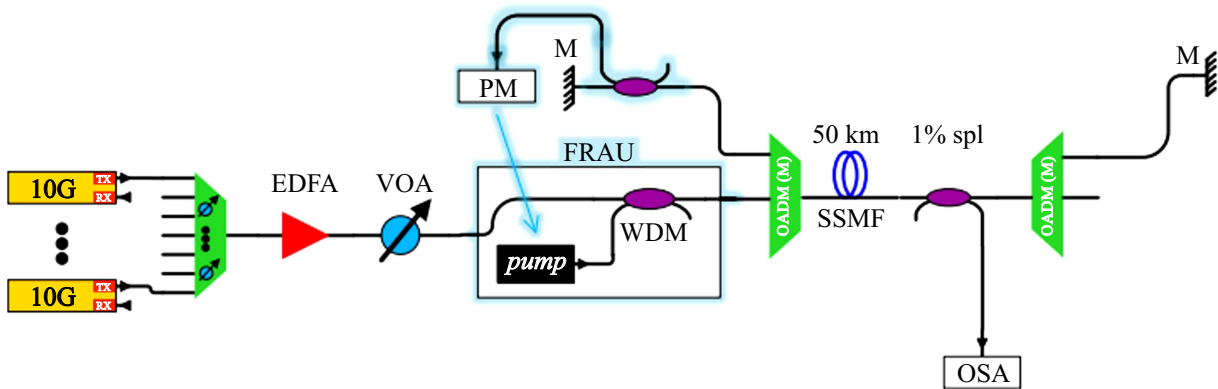 M
PM
M
FRAU
50 km
1% spl
10G
TX
RX
EDFA
VOA
WDM
pump
OADM (M)
SSMF
OADM (M)
10G
TX
RX
OSA